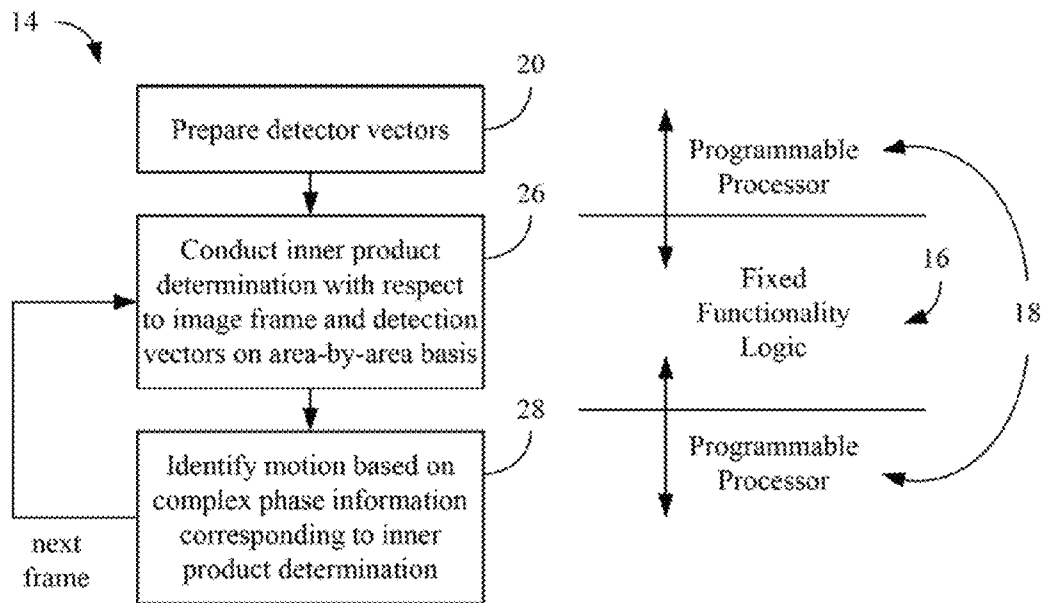 14
20
Prepare detector vectors
26
Conduct inner product
determination with respect
to image frame and detection
vectors on area-by-area basis
28
Identify motion based on
complex phase information
corresponding to inner
product determination
next
frame
Programmable
Processor
Fixed
Functionality
Logic
16
18
Programmable
Processor